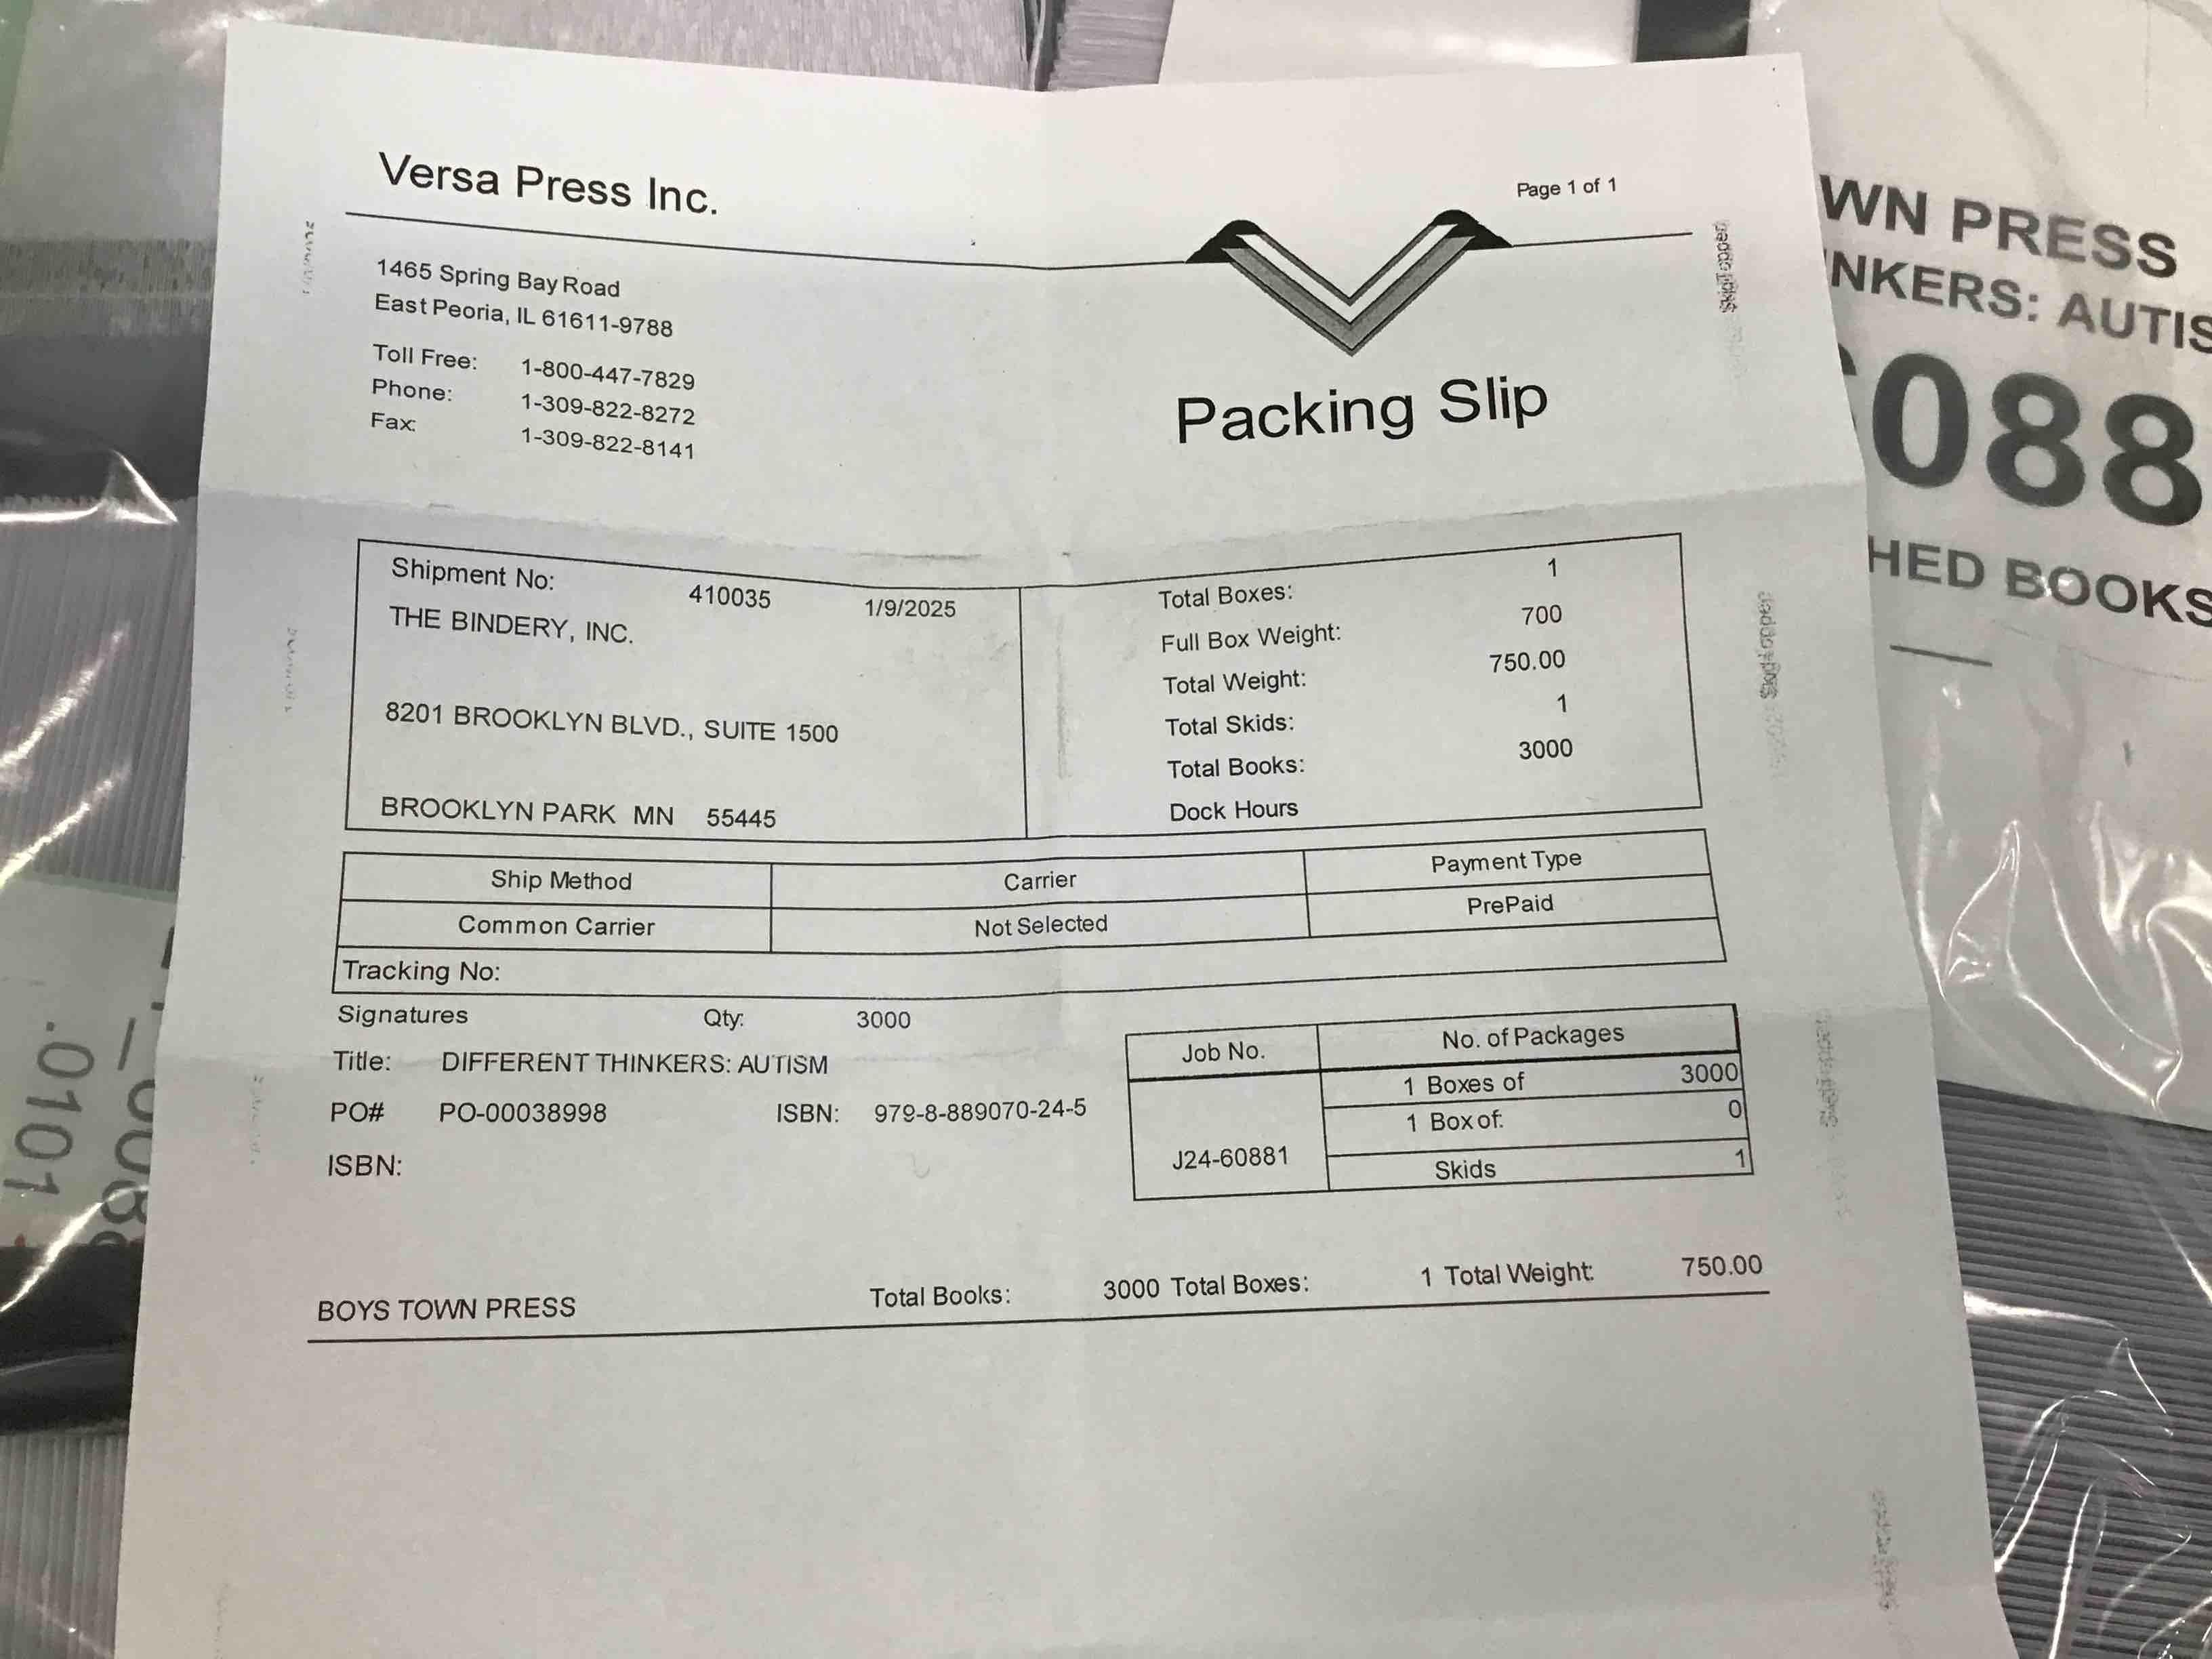 Versa Press Inc.
Page 1 of 1
1465 Spring Bay Road
East Peoria, IL 61611-9788
Toll Free: 1-800-447-7829
Phone: 1-309-822-8272
Fax: 1-309-822-8141
Packing Slip
Shipment No: 410035 1/9/2025
THE BINDERY, INC.
8201 BROOKLYN BLVD., SUITE 1500
BROOKLYN PARK MN 55445
Total Boxes: 1
Full Box Weight: 700
Total Weight: 750.00
Total Skids: 1
Total Books: 3000
Dock Hours
Ship Method Carrier Payment Type
Common Carrier Not Selected PrePaid
Tracking No:
Signatures Qty: 3000
Title: DIFFERENT THINKERS: AUTISM
PO# PO-00038998 ISBN: 979-8-889070-24-5
ISBN:
Job No. No. of Packages
1 Boxes of 3000
1 Box of: 0
J24-60881
Skids 1
BOYS TOWN PRESS Total Books: 3000 Total Boxes: 1 Total Weight: 750.00
WN PRESS
NKERS: AUTIS
088
HED BOOKS
.0101